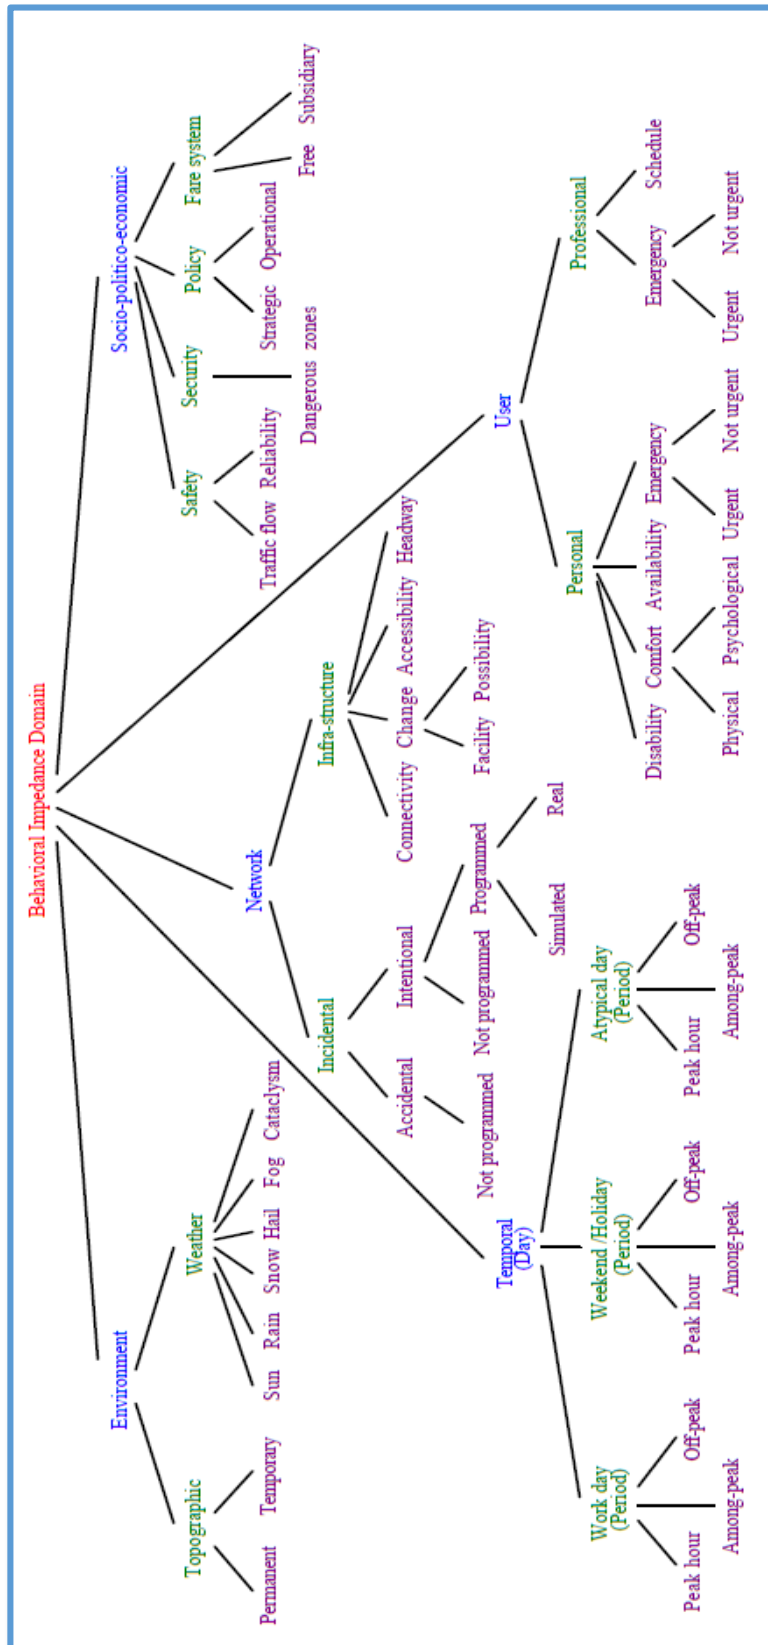 Behavioral Impedance Domain
Environment
Socio-politico-economic
Topographic
Weather
Safety
Security
Policy
Fare system
Permanent
Temporary
Sun
Rain
Snow
Hail
Fog
Cataclysm
Traffic flow
Reliability
Dangerous zones
Strategic
Operational
Free
Subsidiary
Network
Incidental
Infra-structure
Accidental
Intentional
Connectivity
Change
Accessibility
Headway
Not programmed
Not programmed
Programmed
Facility
Possibility
Simulated
Real
Temporal
(Day)
User
Work day
(Period)
Weekend /Holiday
(Period)
Atypical day
(Period)
Personal
Professional
Peak hour
Among-peak
Off-peak
Peak hour
Among-peak
Off-peak
Peak hour
Among-peak
Off-peak
Disability
Comfort
Availability
Emergency
Emergency
Schedule
Physical
Psychological
Urgent
Not urgent
Urgent
Not urgent